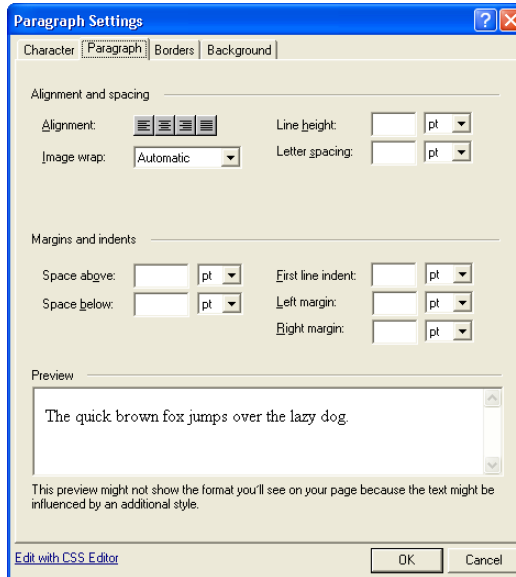 Paragraph Settings
Character Paragraph Borders Background
Alignment and spacing
Alignment: Line height: pt
Image wrap: Automatic Letter spacing: pt
Margins and indents
Space above: pt First line indent: pt
Space below: pt Left margin: pt
Right margin: pt
Preview
The quick brown fox jumps over the lazy dog.
This preview might not show the format you'll see on your page because the text might be
influenced by an additional style.
Edit with CSS Editor OK Cancel